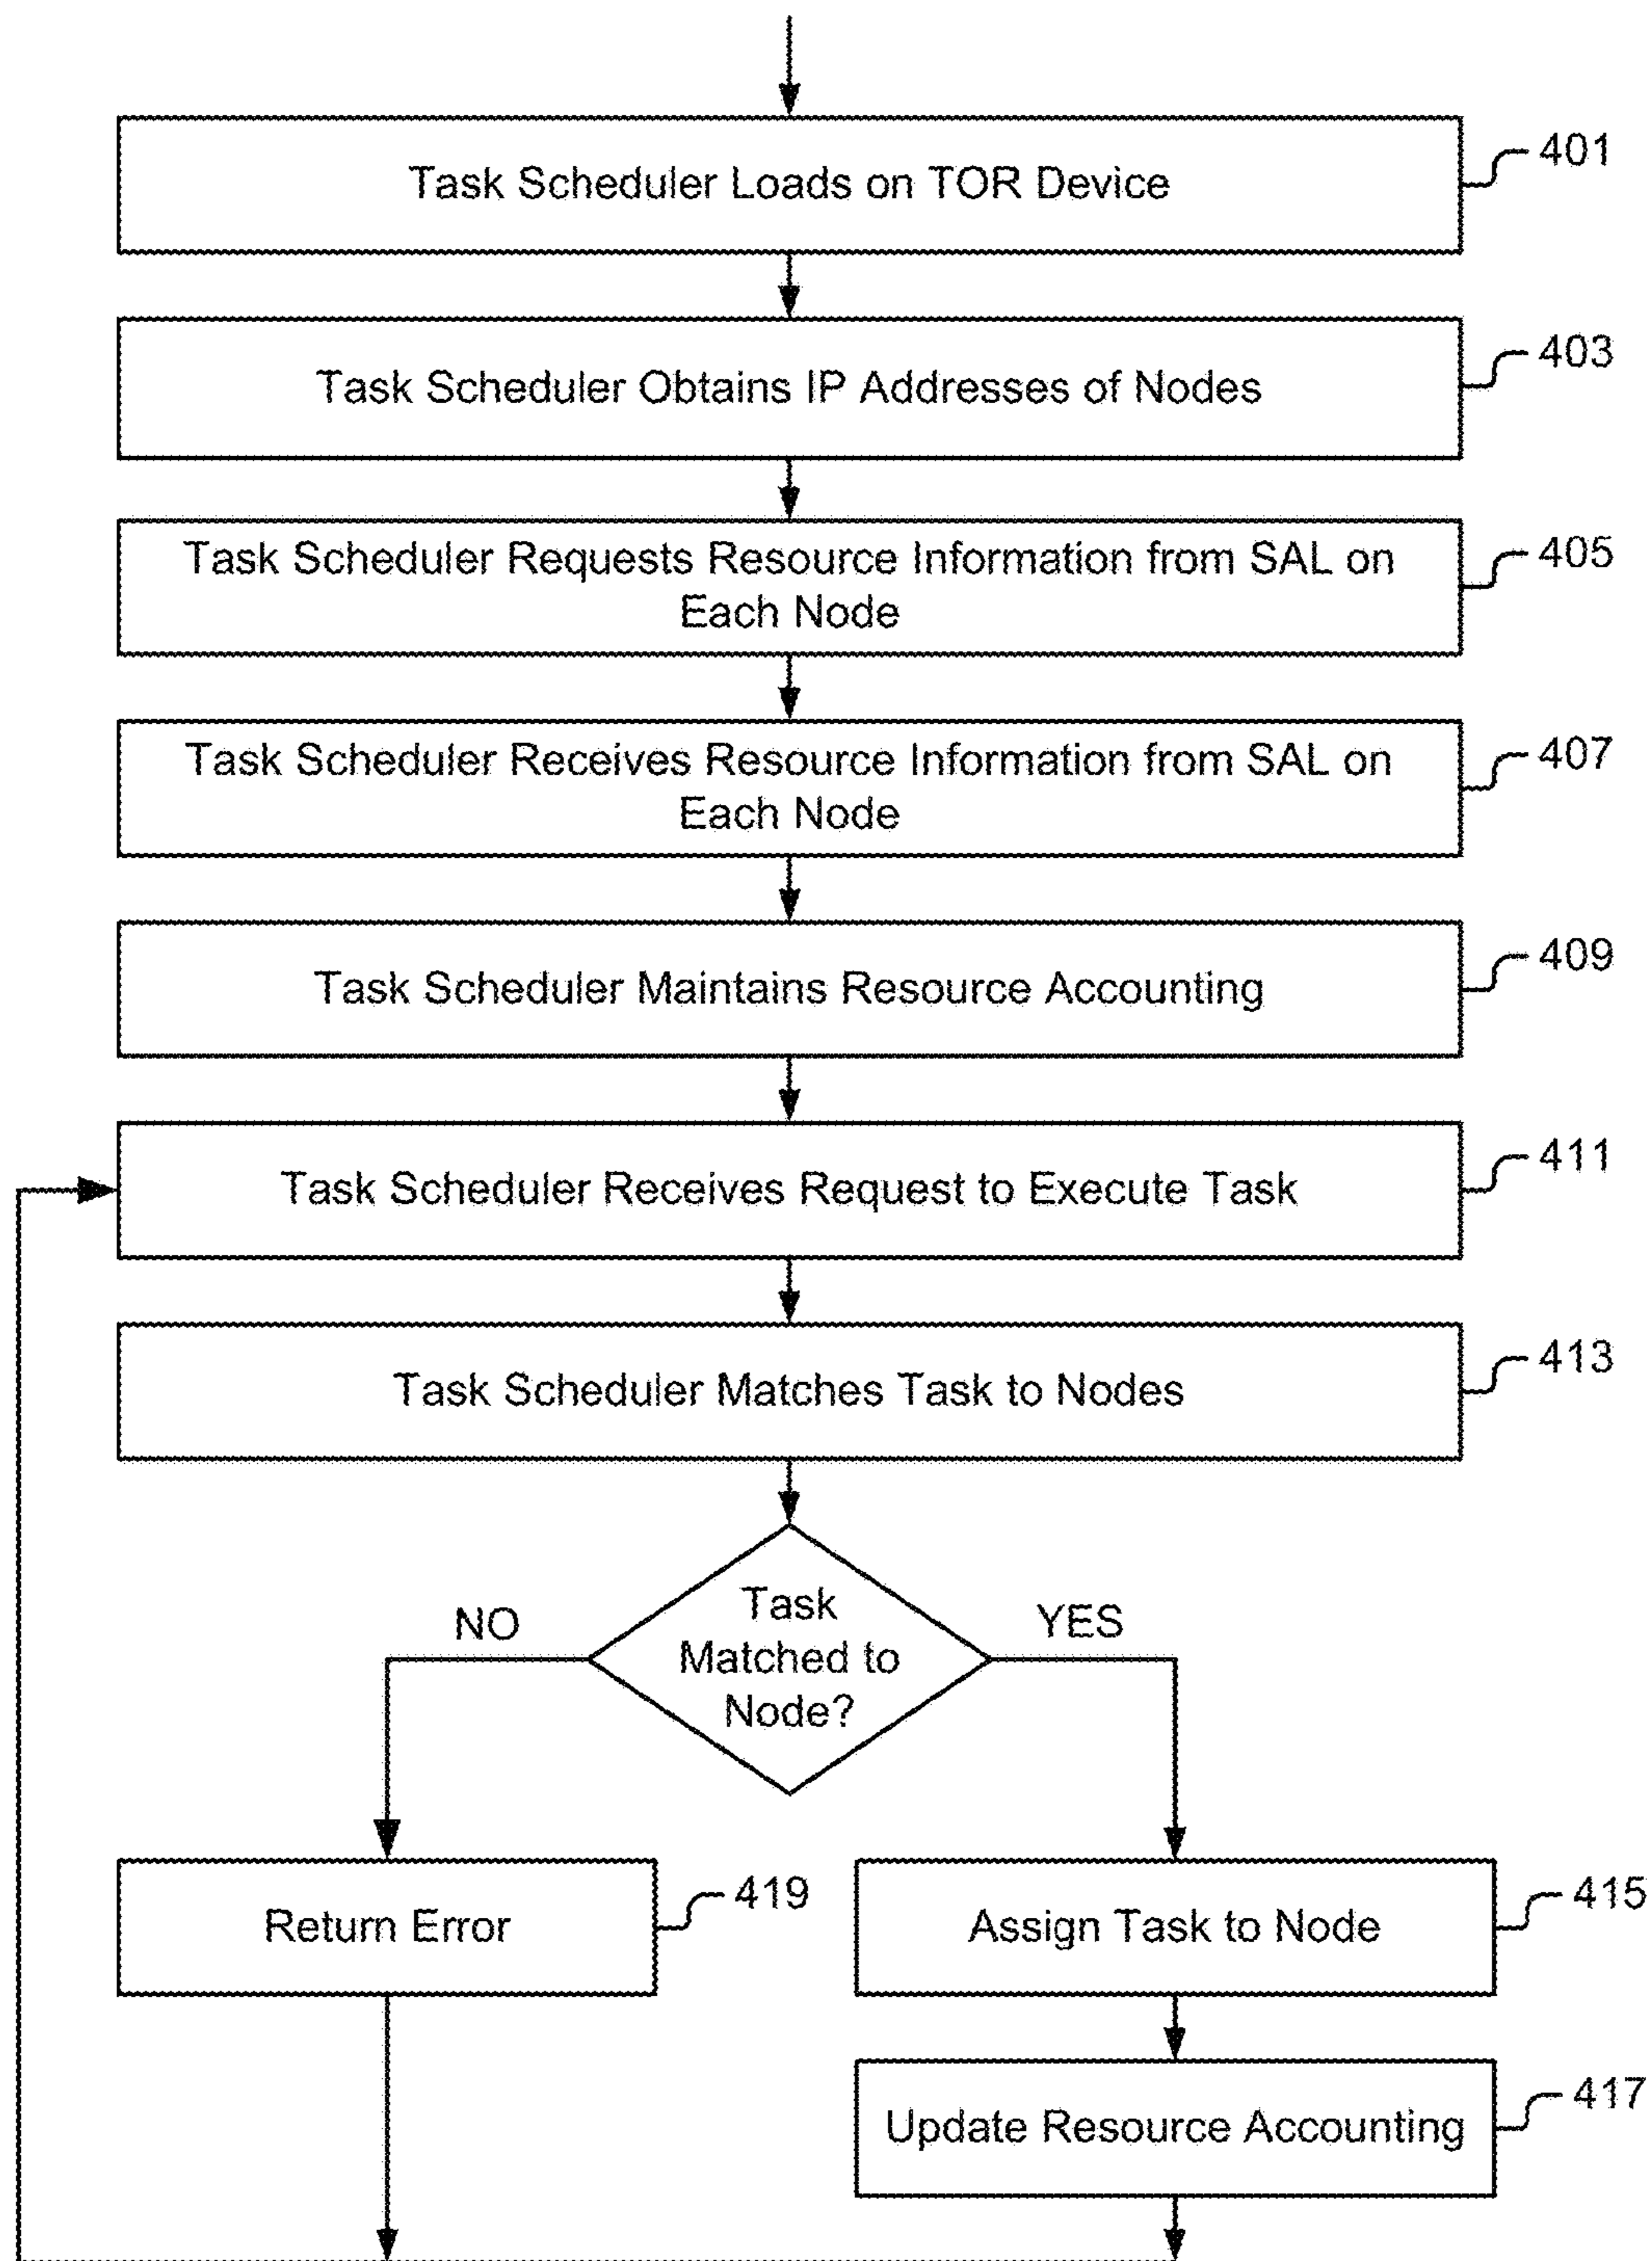 Task Scheduler Loads on TOR Device
401
Task Scheduler Obtains IP Addresses of Nodes
403
Task Scheduler Requests Resource Information from SAL on
Each Node
405
Task Scheduler Receives Resource Information from SAL on
Each Node
407
Task Scheduler Maintains Resource Accounting
409
Task Scheduler Receives Request to Execute Task
411
Task Scheduler Matches Task to Nodes
413
Task
Matched to
Node?
NO
YES
Return Error
419
Assign Task to Node
415
Update Resource Accounting
417